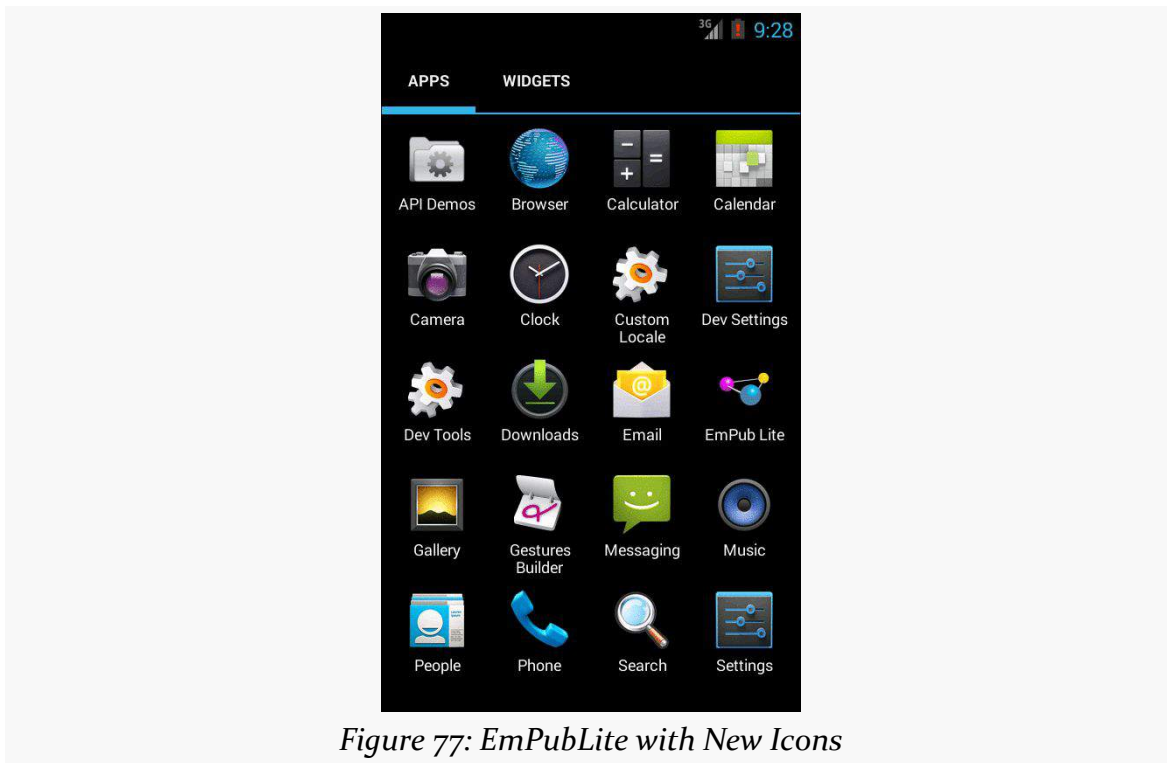 3G 9:28
APPS WIDGETS
API Demos Browser Calculator Calendar
Camera Clock Custom Locale Dev Settings
Dev Tools Downloads Email EmPub Lite
Gallery Gestures Builder Messaging Music
People Phone Search Settings
Figure 77: EmPubLite with New Icons